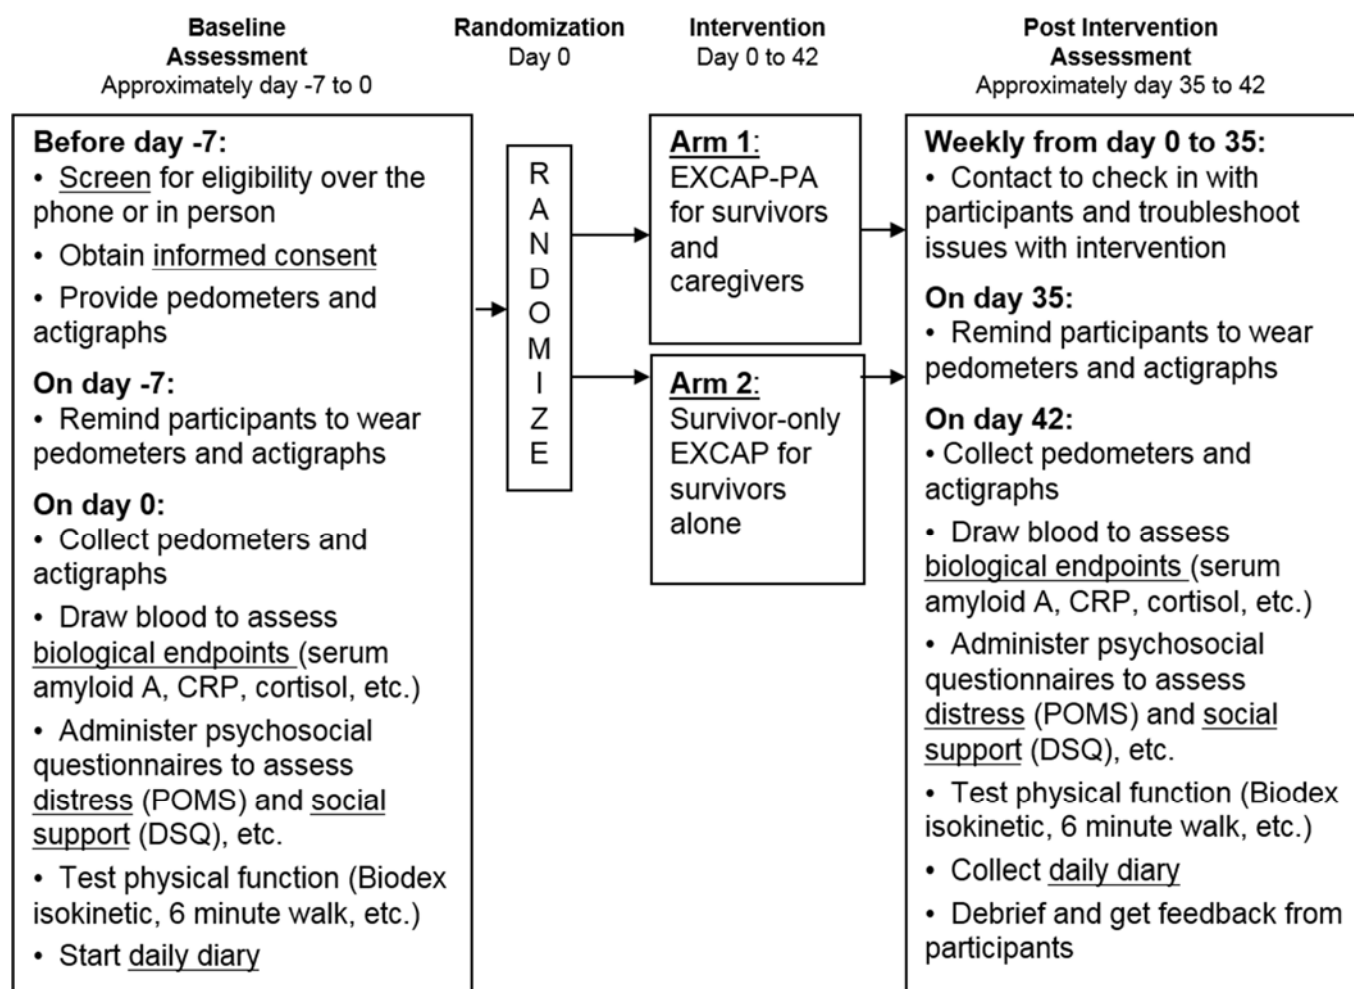 Baseline
Assessment
Approximately day -7 to 0
Randomization
Day 0
Intervention
Day 0 to 42
Post Intervention
Assessment
Approximately day 35 to 42
Before day -7:
• Screen for eligibility over the
phone or in person
• Obtain informed consent
• Provide pedometers and
actigraphs
On day -7:
• Remind participants to wear
pedometers and actigraphs
On day 0:
• Collect pedometers and
actigraphs
• Draw blood to assess
biological endpoints (serum
amyloid A, CRP, cortisol, etc.)
• Administer psychosocial
questionnaires to assess
distress (POMS) and social
support (DSQ), etc.
• Test physical function (Biodex
isokinetic, 6 minute walk, etc.)
• Start daily diary
RANDOMIZE
Arm 1:
EXCAP-PA
for survivors
and
caregivers
Arm 2:
Survivor-only
EXCAP for
survivors
alone
Weekly from day 0 to 35:
• Contact to check in with
participants and troubleshoot
issues with intervention
On day 35:
• Remind participants to wear
pedometers and actigraphs
On day 42:
• Collect pedometers and
actigraphs
• Draw blood to assess
biological endpoints (serum
amyloid A, CRP, cortisol, etc.)
• Administer psychosocial
questionnaires to assess
distress (POMS) and social
support (DSQ), etc.
• Test physical function (Biodex
isokinetic, 6 minute walk, etc.)
• Collect daily diary
• Debrief and get feedback from
participants